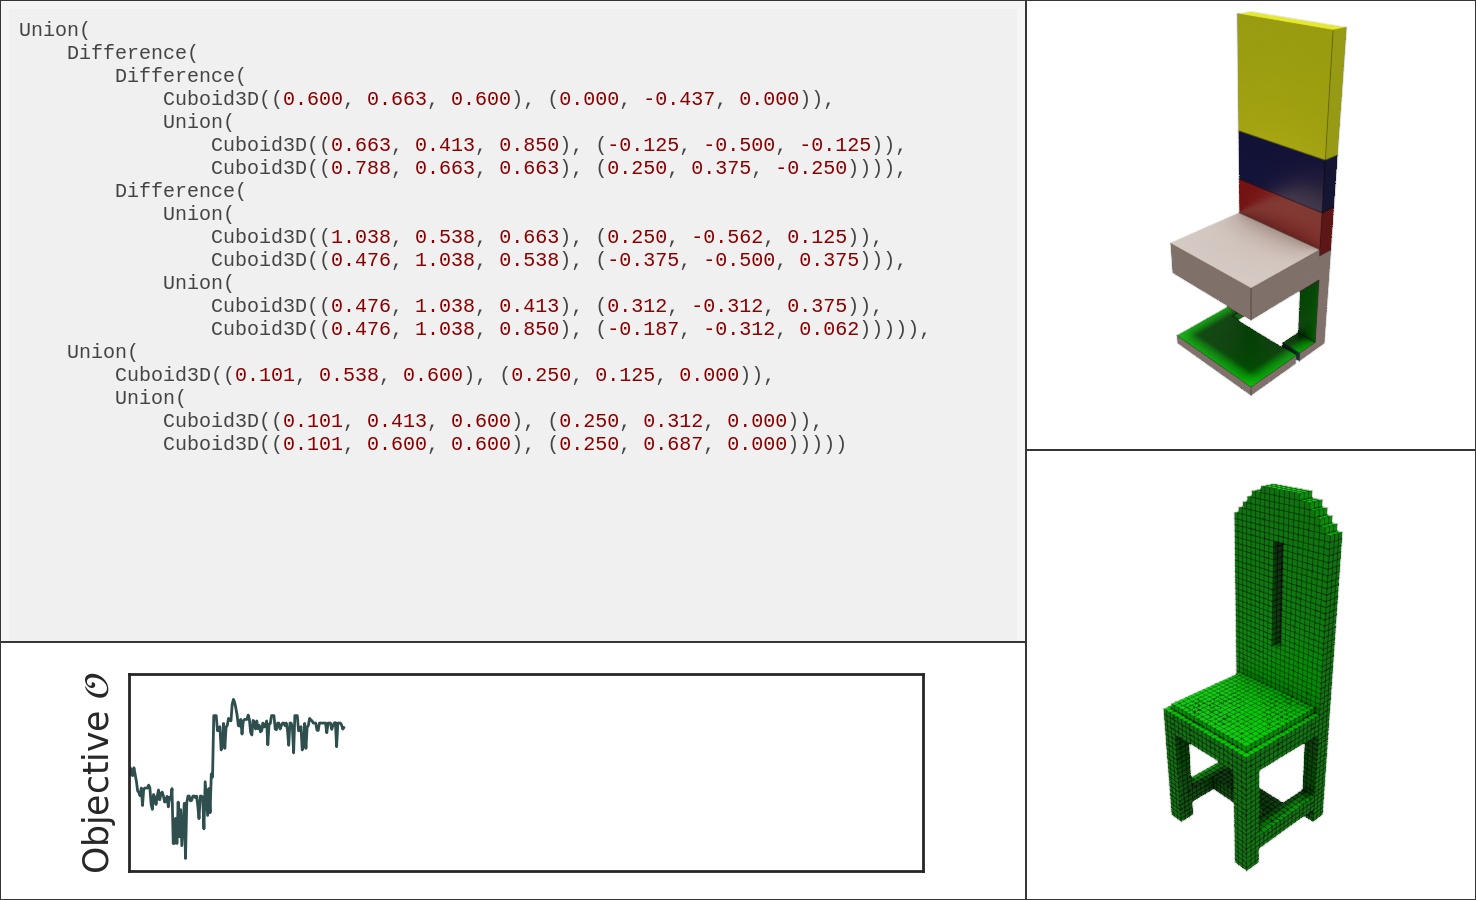 Union(
    Difference(
        Difference(
            Cuboid3D((0.600, 0.663, 0.600), (0.000, -0.437, 0.000)),
            Union(
                Cuboid3D((0.663, 0.413, 0.850), (-0.125, -0.500, -0.125)),
                Cuboid3D((0.788, 0.663, 0.663), (0.250, 0.375, -0.250)))),
        Difference(
            Union(
                Cuboid3D((1.038, 0.538, 0.663), (0.250, -0.562, 0.125)),
                Cuboid3D((0.476, 1.038, 0.538), (-0.375, -0.500, 0.375))),
            Union(
                Cuboid3D((0.476, 1.038, 0.413), (0.312, -0.312, 0.375)),
                Cuboid3D((0.476, 1.038, 0.850), (-0.187, -0.312, 0.062))))),
    Union(
        Cuboid3D((0.101, 0.538, 0.600), (0.250, 0.125, 0.000)),
        Union(
            Cuboid3D((0.101, 0.413, 0.600), (0.250, 0.312, 0.000)),
            Cuboid3D((0.101, 0.600, 0.600), (0.250, 0.687, 0.000)))))
Objective 𝒪